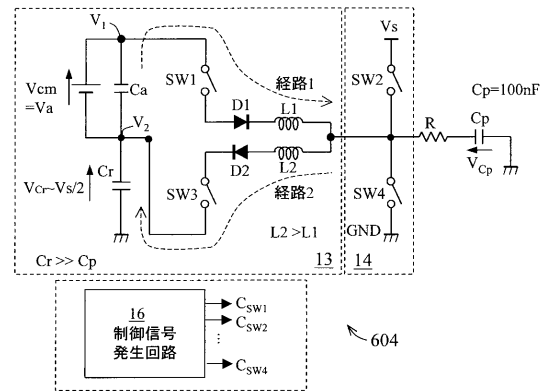 V1
Vs
SW1
経路1
SW2
Cp=100nF
Vcm
=Va
Ca
D1
L1
V2
R
Cp
D2
L2
VCp
Cr
VCr~Vs/2
SW3
経路2
SW4
L2 >L1
GND
Cr >> Cp
13
14
16
制御信号
発生回路
CSW1
CSW2
⋮
CSW4
604